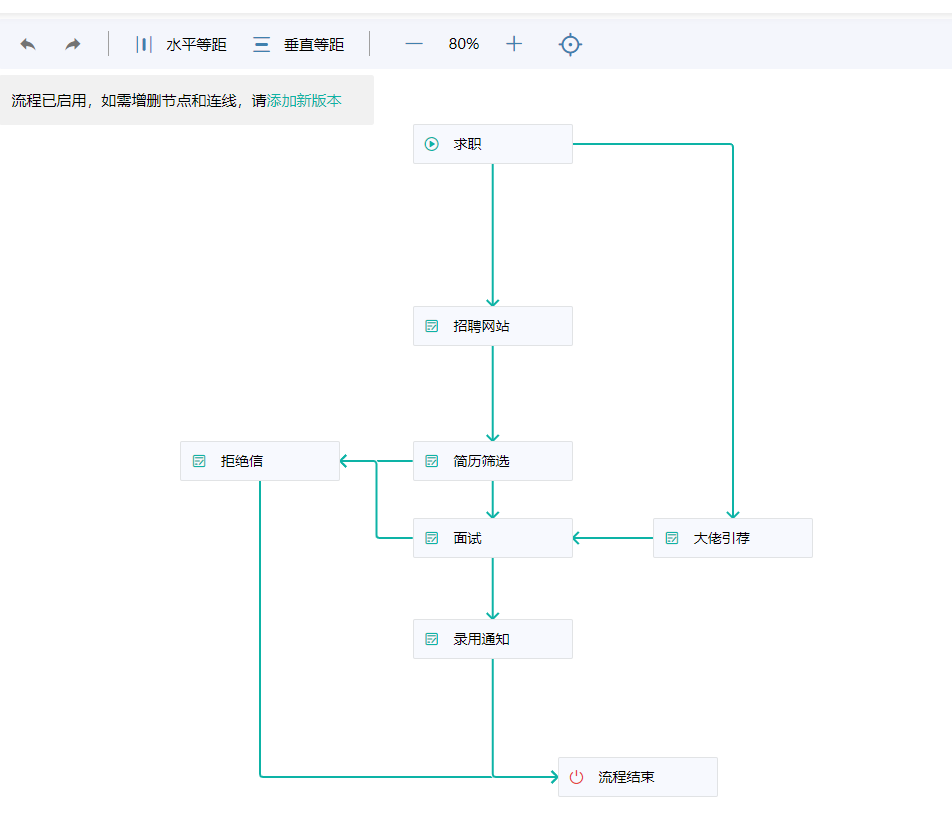 水平等距 垂直等距 80%
流程已启用，如需增删节点和连线，请添加新版本
求职
招聘网站
拒绝信 简历筛选
面试 大佬引荐
录用通知
流程结束